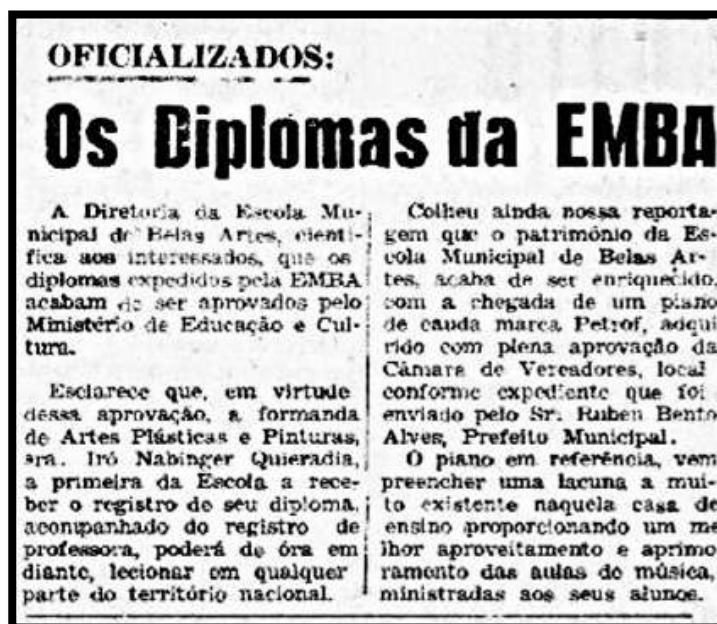 OFICIALIZADOS:
Os Diplomas da EMBA
A Diretoria da Escola Mu-
nicipal de Belas Artes, cienti-
fica aos interessados, que os
diplomas expedidos pela EMBA
acabam de ser aprovados pelo
Ministério de Educação e Cul-
tura.
Esclarece que, em virtude
dessa aprovação, a formanda
de Artes Plásticas e Pinturas,
sra. Iró Nabinger Quieradia,
a primeira da Escola a rece-
ber o registro de seu diploma,
acompanhado do registro de
professora, poderá de óra em
diante, lecionar em qualquer
parte do território nacional.
Colheu ainda nossa reporta-
gem que o patrimônio da Es-
cola Municipal de Belas Ar-
tes, acaba de ser enriquecido,
com a chegada de um piano
de cauda marca Petrof, adqui
rido com plena aprovação da
Câmara de Vereadores, local
conforme expediente que foi
enviado pelo Sr. Ruben Bento
Alves, Prefeito Municipal.
O piano em referência, vem
preencher uma lacuna a mui-
to existente naquela casa de
ensino proporcionando um me
lhor aproveitamento e aprimo
ramento das aulas de música,
ministradas aos seus alunos.